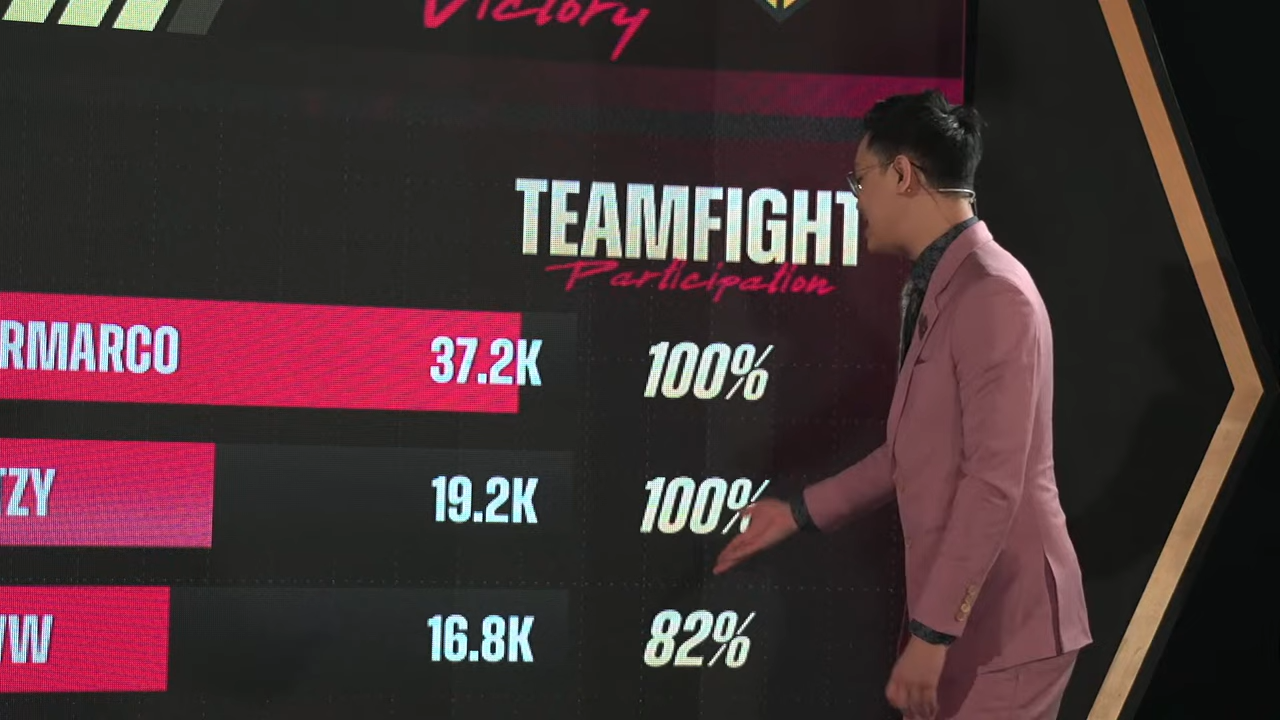 Victory
TEAMFIGHT
Participation
RMARCO 37.2K 100%
TZY 19.2K 100%
W 16.8K 82%